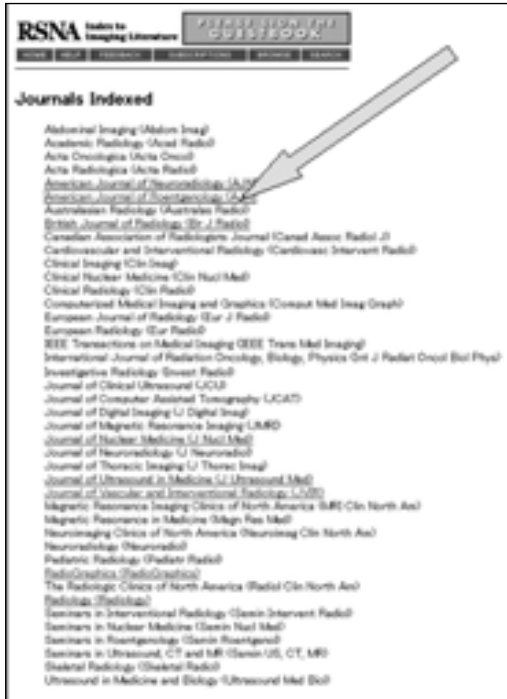 RSNA Index to
Imaging Literature
PLEASE SIGN THE
GUESTBOOK
HOME HELP FEEDBACK SUBSCRIPTIONS BROWSE SEARCH
Journals Indexed
Abdominal Imaging (Abdom Imag)
Academic Radiology (Acad Radiol)
Acta Oncologica (Acta Oncol)
Acta Radiologica (Acta Radiol)
American Journal of Neuroradiology
American Journal of Roentgenology
Australasian Radiology (Australas Radiol)
British Journal of Radiology (Br J Radiol)
Canadian Association of Radiologists Journal (Canad Assoc Radiol J)
Cardiovascular and Interventional Radiology (Cardiovasc Intervent Radiol)
Clinical Imaging (Clin Imag)
Clinical Nuclear Medicine (Clin Nucl Med)
Clinical Radiology (Clin Radiol)
Computerized Medical Imaging and Graphics (Comput Med Imag Graph)
European Journal of Radiology (Eur J Radiol)
European Radiology (Eur Radiol)
IEEE Transactions on Medical Imaging (IEEE Trans Med Imaging)
International Journal of Radiation Oncology, Biology, Physics (Int J Radiat Oncol Biol Phys)
Investigative Radiology (Invest Radiol)
Journal of Clinical Ultrasound (JCU)
Journal of Computer Assisted Tomography (JCAT)
Journal of Digital Imaging (J Digital Imag)
Journal of Magnetic Resonance Imaging (JMRI)
Journal of Nuclear Medicine (J Nucl Med)
Journal of Neuroradiology (J Neuroradiol)
Journal of Thoracic Imaging (J Thorac Imag)
Journal of Ultrasound in Medicine (J Ultrasound Med)
Journal of Vascular and Interventional Radiology (JVIR)
Magnetic Resonance Imaging Clinics of North America (MRI Clin North Am)
Magnetic Resonance in Medicine (Magn Res Med)
Neuroimaging Clinics of North America (Neuroimag Clin North Am)
Neuroradiology (Neuroradiol)
Pediatric Radiology (Pediatr Radiol)
RadioGraphics (RadioGraphics)
The Radiologic Clinics of North America (Radiol Clin North Am)
Radiology (Radiology)
Seminars in Interventional Radiology (Semin Intervent Radiol)
Seminars in Nuclear Medicine (Semin Nucl Med)
Seminars in Roentgenology (Semin Roentgenol)
Seminars in Ultrasound, CT and MR (Semin US, CT, MR)
Skeletal Radiology (Skeletal Radiol)
Ultrasound in Medicine and Biology (Ultrasound Med Biol)